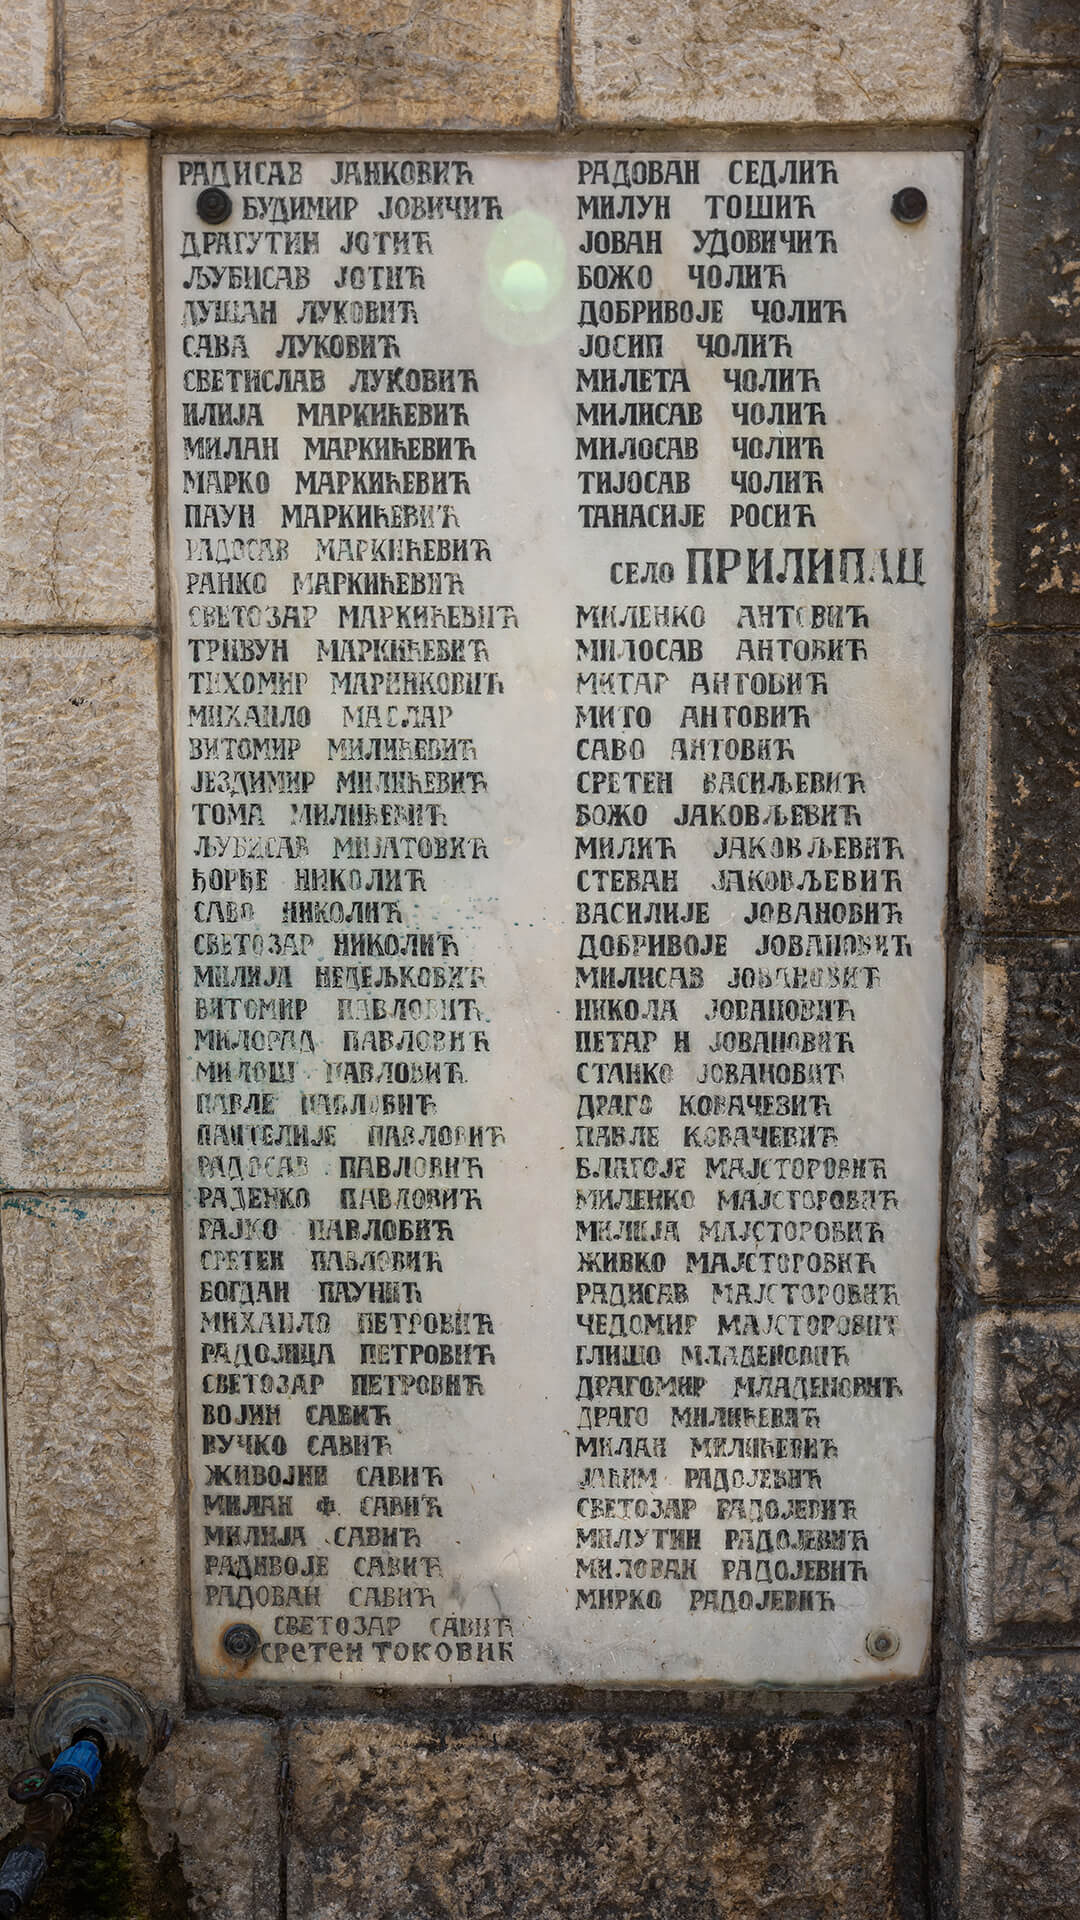 РАДИСАВ ЈАНКОВИЋ
БУДИМИР ЈОВИЧИЋ
ДРАГУТИН ЈОТИЋ
ЉУБИСАВ ЈОТИЋ
ДУШАН ЛУКОВИЋ
САВА ЛУКОВИЋ
СВЕТИСЛАВ ЛУКОВИЋ
ИЛИЈА МАРКИЋЕВИЋ
МИЛАН МАРКИЋЕВИЋ
МАРКО МАРКИЋЕВИЋ
ПАУН МАРКИЋЕВИЋ
РАДОСАВ МАРКИЋЕВИЋ
РАНКО МАРКИЋЕВИЋ
СВЕТОЗАР МАРКИЋЕВИЋ
ТРИВУН МАРКИЋЕВИЋ
ТИХОМИР МАРИНКОВИЋ
МИХАИЛО МАСЛАР
ВИТОМИР МИЛИЋЕВИЋ
ЈЕЗДИМИР МИЛИЋЕВИЋ
ТОМА МИЛИЋЕВИЋ
ЉУБИСАВ МИЈАТОВИЋ
ЂОРЂЕ НИКОЛИЋ
САВО НИКОЛИЋ
СВЕТОЗАР НИКОЛИЋ
МИЛИЈА НЕДЕЉКОВИЋ
ВИТОМИР ПАВЛОВИЋ
МИЛОРАД ПАВЛОВИЋ
МИЛОШ ПАВЛОВИЋ
ПАВЛЕ ПАВЛОВИЋ
ПАНТЕЛИЈЕ ПАВЛОВИЋ
РАДОСАВ ПАВЛОВИЋ
РАДЕНКО ПАВЛОВИЋ
РАЈКО ПАВЛОВИЋ
СРЕТЕН ПАВЛОВИЋ
БОГДАН ПАУНИЋ
МИХАИЛО ПЕТРОВИЋ
РАДОЈИЦА ПЕТРОВИЋ
СВЕТОЗАР ПЕТРОВИЋ
ВОЈИН САВИЋ
ВУЧКО САВИЋ
ЖИВОЈИН САВИЋ
МИЛАН Ф. САВИЋ
МИЛИЈА САВИЋ
РАДИВОЈЕ САВИЋ
РАДОВАН САВИЋ
СВЕТОЗАР САВИЋ
СРЕТЕН ТОКОВИЋ
РАДОВАН СЕДЛИЋ
МИЛУН ТОШИЋ
ЈОВАН УДОВИЧИЋ
БОЖО ЧОЛИЋ
ДОБРИВОЈЕ ЧОЛИЋ
ЈОСИП ЧОЛИЋ
МИЛЕТА ЧОЛИЋ
МИЛИСАВ ЧОЛИЋ
МИЛОСАВ ЧОЛИЋ
ТИЈОСАВ ЧОЛИЋ
ТАНАСИЈЕ РОСИЋ
СЕЛО ПРИЛИПАЦ
МИЛЕНКО АНТОВИЋ
МИЛОСАВ АНТОВИЋ
МИТАР АНТОВИЋ
МИТО АНТОВИЋ
САВО АНТОВИЋ
СРЕТЕН ВАСИЉЕВИЋ
БОЖО ЈАКОВЉЕВИЋ
МИЛИЋ ЈАКОВЉЕВИЋ
СТЕВАН ЈАКОВЉЕВИЋ
ВАСИЛИЈЕ ЈОВАНОВИЋ
ДОБРИВОЈЕ ЈОВАНОВИЋ
МИЛИСАВ ЈОВАНОВИЋ
НИКОЛА ЈОВАНОВИЋ
ПЕТАР Н ЈОВАНОВИЋ
СТАНКО ЈОВАНОВИЋ
ДРАГО КОВАЧЕВИЋ
ПАВЛЕ КОВАЧЕВИЋ
БЛАГОЈЕ МАЈСТОРОВИЋ
МИЛЕНКО МАЈСТОРОВИЋ
МИЛИЈА МАЈСТОРОВИЋ
ЖИВКО МАЈСТОРОВИЋ
РАДИСАВ МАЈСТОРОВИЋ
ЧЕДОМИР МАЈСТОРОВИЋ
ГЛИШО МЛАДЕНОВИЋ
ДРАГОМИР МЛАДЕНОВИЋ
ДРАГО МИЛИЋЕВИЋ
МИЛАН МИЛИЋЕВИЋ
ЈАЋИМ РАДОЈЕВИЋ
СВЕТОЗАР РАДОЈЕВИЋ
МИЛУТИН РАДОЈЕВИЋ
МИЛОВАН РАДОЈЕВИЋ
МИРКО РАДОЈЕВИЋ